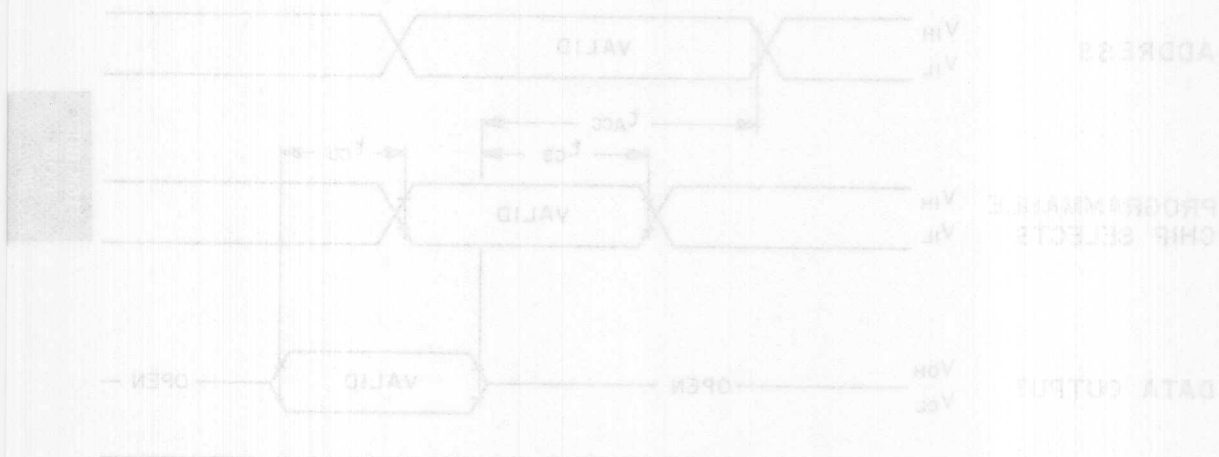 ADDRESS
VIH
VIL
VALID
tACC
tCS
tCU
PROGRAMMABLE
CHIP SELECTS
VIH
VIL
VALID
DATA OUTPUT
VOH
VOL
OPEN
VALID
OPEN